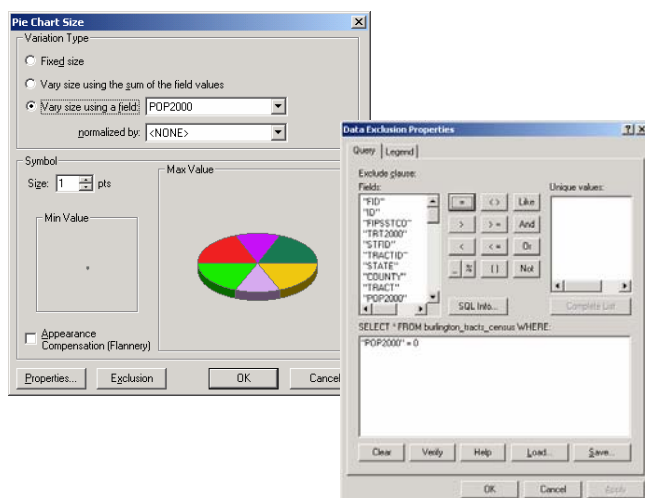 Pie Chart Size
Variation Type
Fixed size
Vary size using the sum of the field values
Vary size using a field: POP2000
normalized by: <NONE>
Symbol
Size: 1 pts
Max Value
Min Value
Appearance
Compensation (Flannery)
Properties... Exclusion OK Cancel
Data Exclusion Properties
Query Legend
Exclude clause:
Fields: Unique values:
"FID"
"ID"
"FIPSSTCO"
"TRT2000"
"STFID"
"TRACTID"
"STATE"
"COUNTY"
"TRACT"
"POP2000"
= <> Like
> >= And
< <= Or
_ % () Not
SQL Info... Complete List
SELECT * FROM burlington_tracts_census WHERE:
"POP2000" = 0
Clear Verify Help Load... Save...
OK Cancel Apply